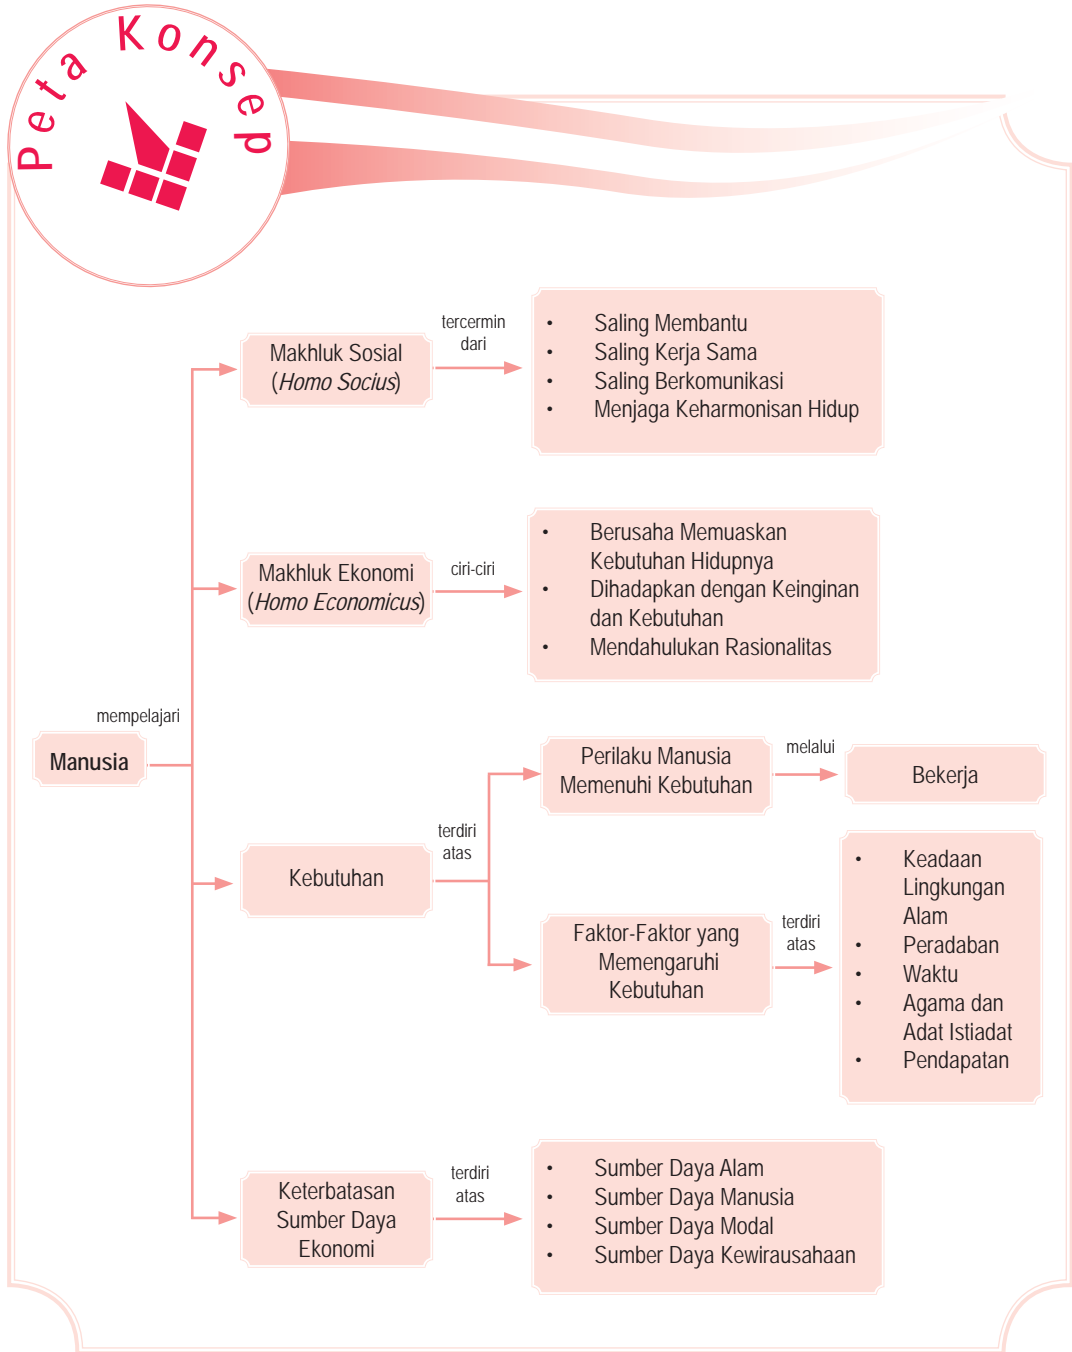 Peta Konsep
Makhluk Sosial
(Homo Socius)
tercermin
dari
• Saling Membantu
• Saling Kerja Sama
• Saling Berkomunikasi
• Menjaga Keharmonisan Hidup
Makhluk Ekonomi
(Homo Economicus)
ciri-ciri
• Berusaha Memuaskan
Kebutuhan Hidupnya
• Dihadapkan dengan Keinginan
dan Kebutuhan
• Mendahulukan Rasionalitas
mempelajari
Manusia
Kebutuhan
terdiri
atas
Perilaku Manusia
Memenuhi Kebutuhan
melalui
Bekerja
Faktor-Faktor yang
Memengaruhi
Kebutuhan
terdiri
atas
• Keadaan
Lingkungan
Alam
• Peradaban
• Waktu
• Agama dan
Adat Istiadat
• Pendapatan
Keterbatasan
Sumber Daya
Ekonomi
terdiri
atas
• Sumber Daya Alam
• Sumber Daya Manusia
• Sumber Daya Modal
• Sumber Daya Kewirausahaan